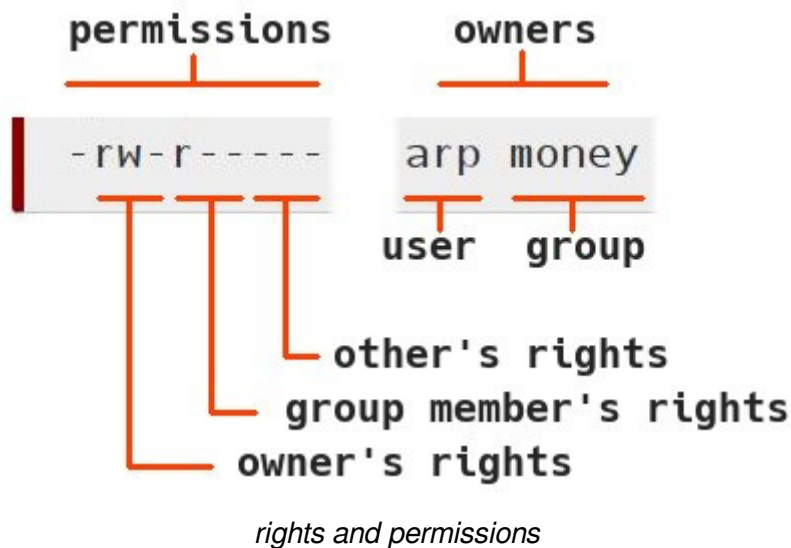 permissions owners
-rw-r----- arp money
user group
other's rights
group member's rights
owner's rights
rights and permissions